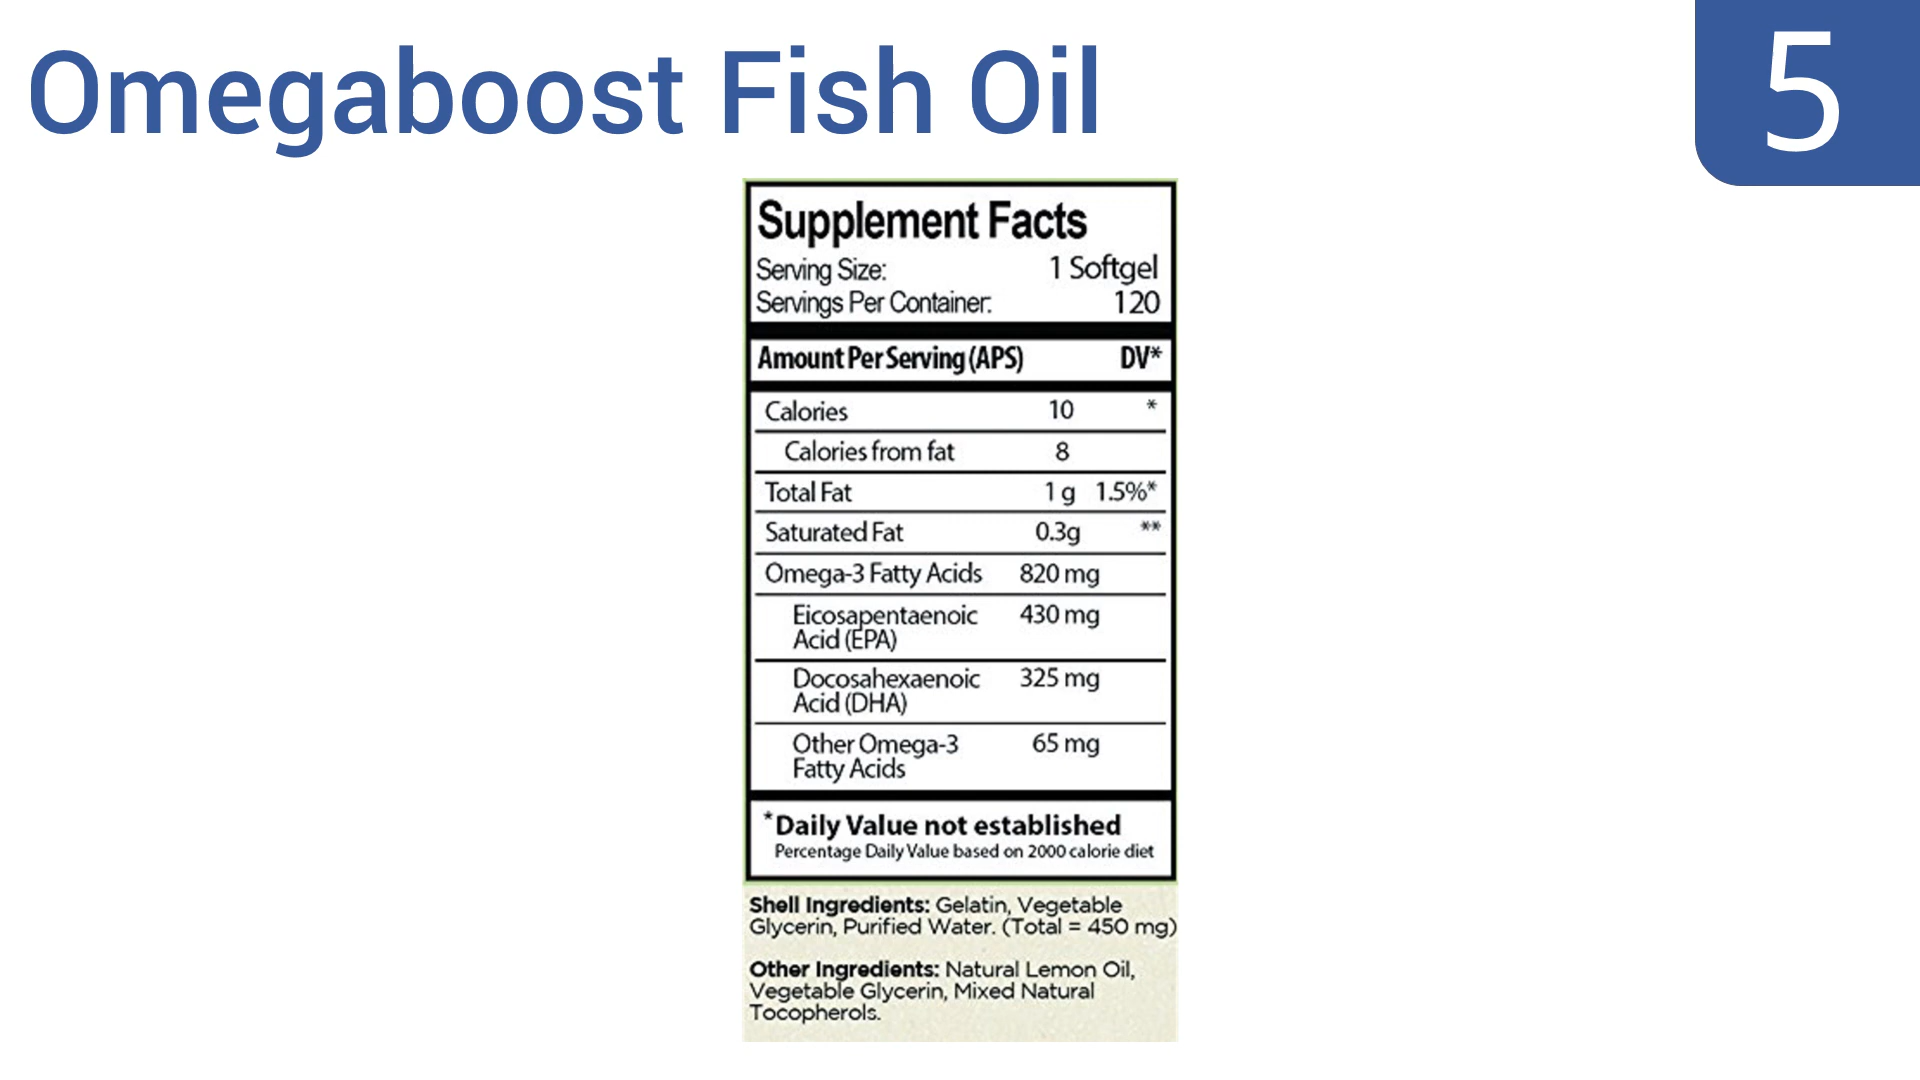 Omegaboost Fish Oil
5
Supplement Facts
Serving Size: 1 Softgel
Servings Per Container: 120
Amount Per Serving (APS) DV*
Calories 10 *
Calories from fat 8
Total Fat 1 g 1.5%*
Saturated Fat 0.3g **
Omega-3 Fatty Acids 820 mg
Eicosapentaenoic 430 mg
Acid (EPA)
Docosahexaenoic 325 mg
Acid (DHA)
Other Omega-3 65 mg
Fatty Acids
*Daily Value not established
Percentage Daily Value based on 2000 calorie diet
Shell Ingredients: Gelatin, Vegetable
Glycerin, Purified Water. (Total = 450 mg)
Other Ingredients: Natural Lemon Oil,
Vegetable Glycerin, Mixed Natural
Tocopherols.